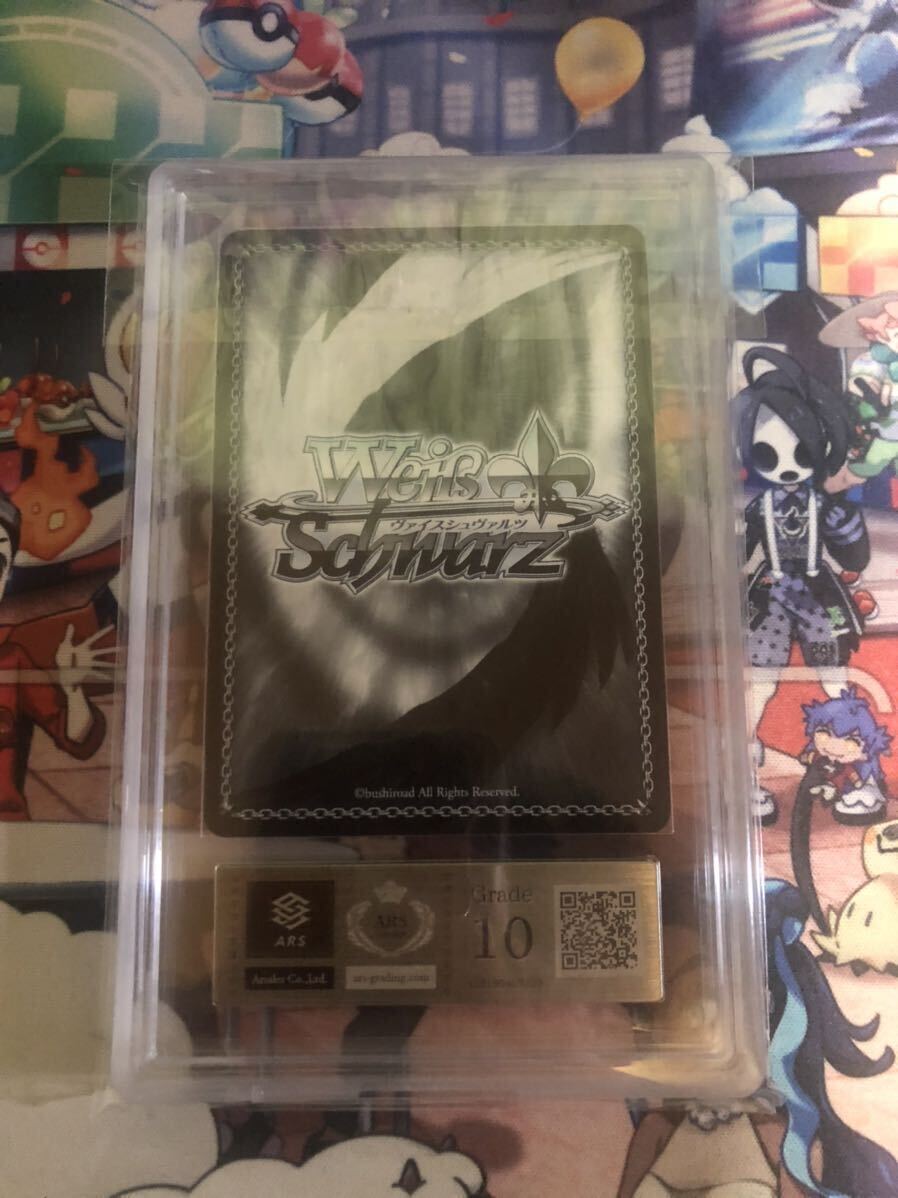 Weiß
ヴァイスシュヴァルツ
Schwarz
©bushiroad All Rights Reserved.
ARS
Arsales Co.,Ltd.
ARS
ars-grading.com
Grade
10